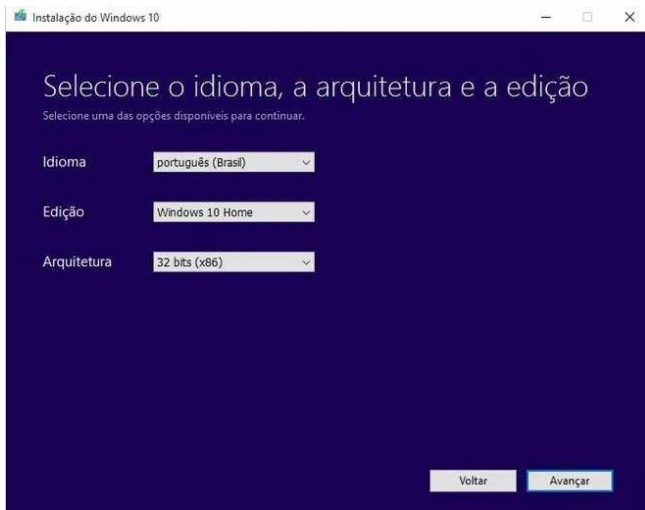 Instalação do Windows 10
Selecione o idioma, a arquitetura e a edição
Selecione uma das opções disponíveis para continuar.
Idioma português (Brasil)
Edição Windows 10 Home
Arquitetura 32 bits (x86)
Voltar Avançar